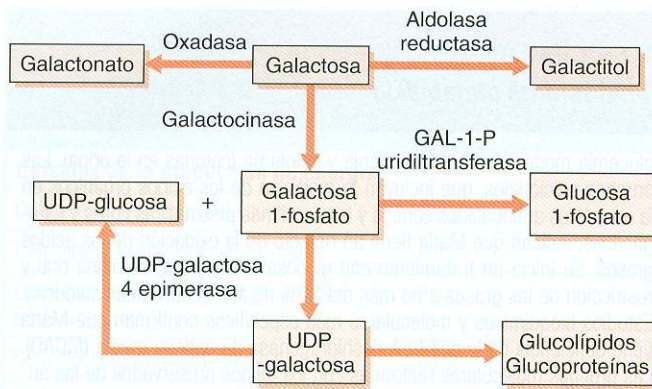 Oxadasa
Aldolasa
reductasa
Galactonato
Galactosa
Galactitol
Galactocinasa
GAL-1-P
uridiltransferasa
UDP-glucosa
+
Galactosa
1-fosfato
Glucosa
1-fosfato
UDP-galactosa
4 epimerasa
UDP
-galactosa
Glucolípidos
Glucoproteínas